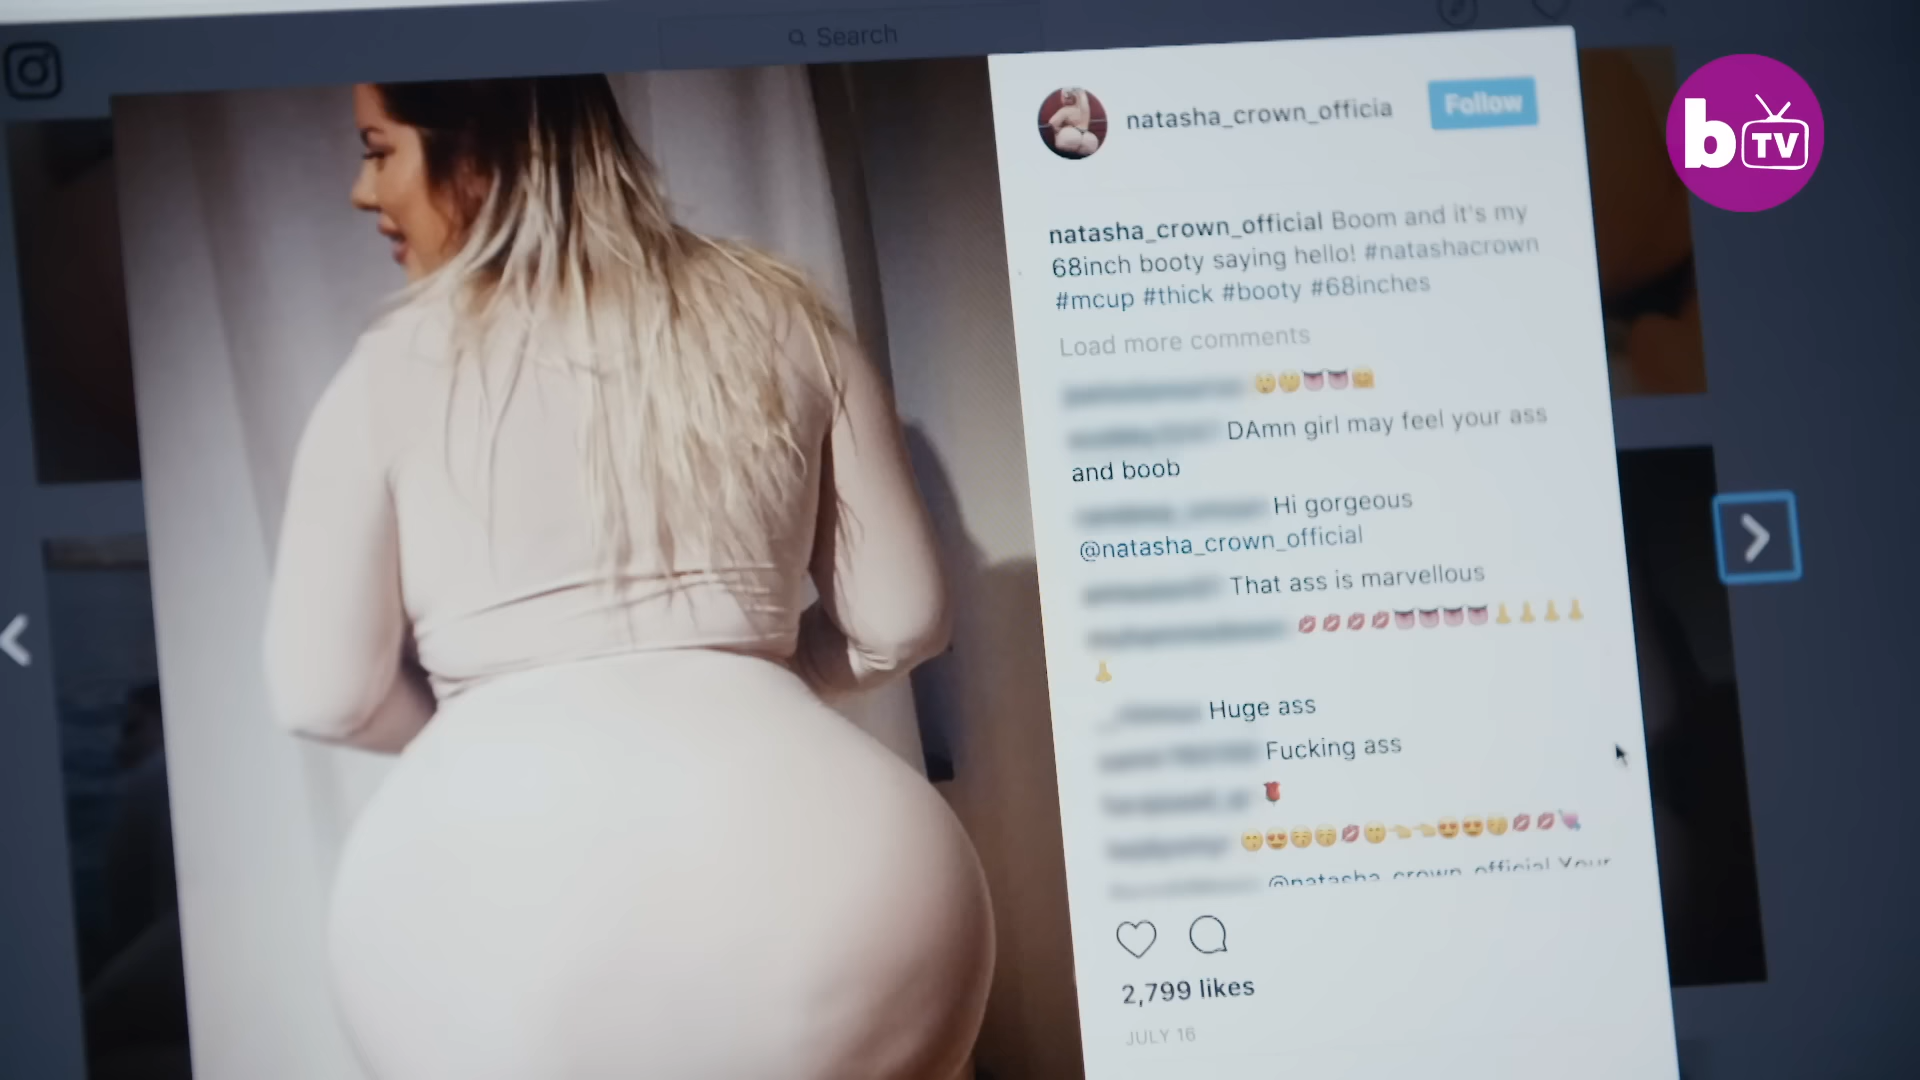 Search
b TV
natasha_crown_officia
Follow
natasha_crown_official Boom and it's my
68inch booty saying hello! #natashacrown
#mcup #thick #booty #68inches
Load more comments
DAmn girl may feel your ass
and boob
Hi gorgeous
@natasha_crown_official
That ass is marvellous
Huge ass
Fucking ass
@natasha_crown_official Your
2,799 likes
JULY 16